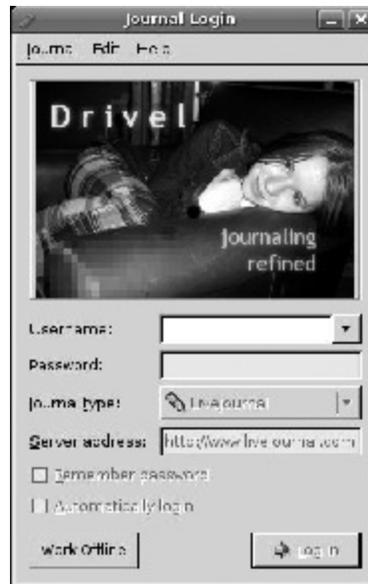 Journal Login
Journal Edit Help
Drivel
journaling
refined
Username:
Password:
Journal type: LiveJournal
Server address: http://www.livejournal.com
Remember password
Automatically login
Work Offline Log in